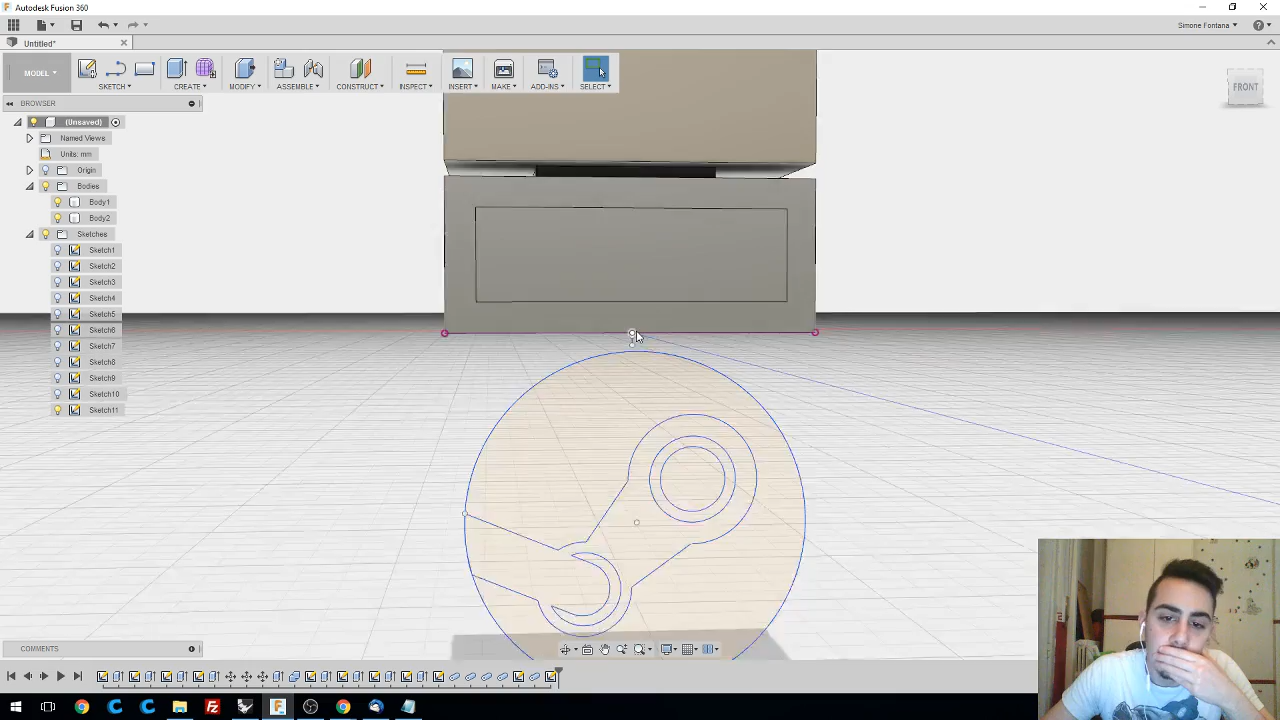 Autodesk Fusion 360
Simone Fontana
Untitled*
MODEL
SKETCH
CREATE
MODIFY
ASSEMBLE
CONSTRUCT
INSPECT
INSERT
MAKE
ADD-INS
SELECT
FRONT
BROWSER
(Unsaved)
Named Views
Units: mm
Origin
Bodies
Body1
Body2
Sketches
Sketch1
Sketch2
Sketch3
Sketch4
Sketch5
Sketch6
Sketch7
Sketch8
Sketch9
Sketch10
Sketch11
COMMENTS